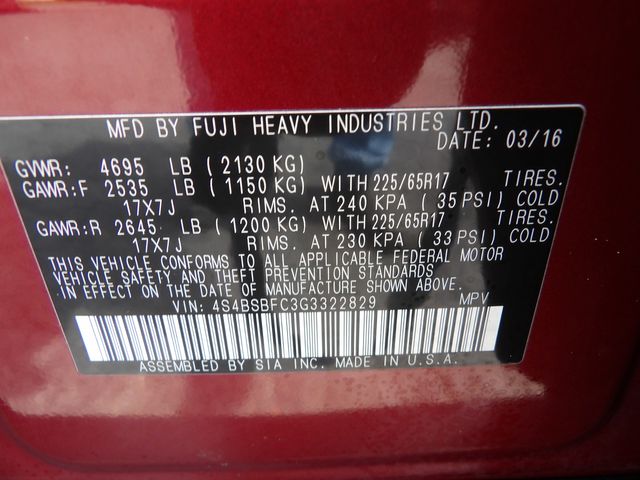 MFD BY FUJI HEAVY INDUSTRIES LTD.
DATE: 03/16
GVWR: 4695 LB (2130 KG)
GAWR:F 2535 LB (1150 KG) WITH 225/65R17 TIRES.
17X7J RIMS. AT 240 KPA (35 PSI) COLD
GAWR:R 2645 LB (1200 KG) WITH 225/65R17 TIRES.
17X7J RIMS. AT 230 KPA (33 PSI) COLD
THIS VEHICLE CONFORMS TO ALL APPLICABLE FEDERAL MOTOR
VEHICLE SAFETY AND THEFT PREVENTION STANDARDS
IN EFFECT ON THE DATE OF MANUFACTURE SHOWN ABOVE.
VIN: 4S4BSBFC3G3322829 MPV
ASSEMBLED BY SIA INC. MADE IN U.S.A.